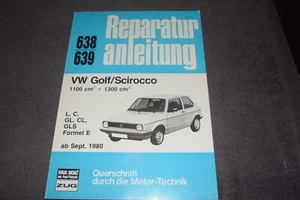 638
639
Reparatur
anleitung
VW Golf/Scirocco
1100 cm³ + 1300 cm³
L, C,
GL, CL,
GLS
Formel E
ab Sept. 1980
ZUG
Querschnitt
durch die Motor-Technik